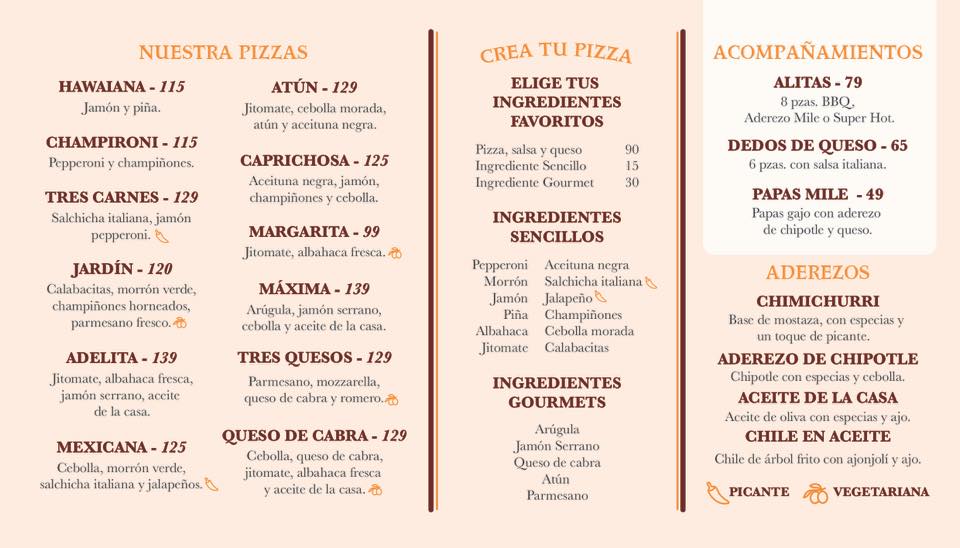 NUESTRA PIZZAS
HAWAIANA - 115
Jamón y piña.
CHAMPIRONI - 115
Pepperoni y champiñones.
TRES CARNES - 129
Salchicha italiana, jamón
pepperoni.
JARDÍN - 120
Calabacitas, morrón verde,
champiñones horneados,
parmesano fresco.
ADELITA - 139
Jitomate, albahaca fresca,
jamón serrano, aceite
de la casa.
MEXICANA - 125
Cebolla, morrón verde,
salchicha italiana y jalapeños.
ATÚN - 129
Jitomate, cebolla morada,
atún y aceituna negra.
CAPRICHOSA - 125
Aceituna negra, jamón,
champiñones y cebolla.
MARGARITA - 99
Jitomate, albahaca fresca.
MÁXIMA - 139
Arúgula, jamón serrano,
cebolla y aceite de la casa.
TRES QUESOS - 129
Parmesano, mozzarella,
queso de cabra y romero.
QUESO DE CABRA - 129
Cebolla, queso de cabra,
jitomate, albahaca fresca
y aceite de la casa.
CREA TU PIZZA
ELIGE TUS
INGREDIENTES
FAVORITOS
Pizza, salsa y queso 90
Ingrediente Sencillo 15
Ingrediente Gourmet 30
INGREDIENTES
SENCILLOS
Pepperoni Aceituna negra
Morrón Salchicha italiana
Jamón Jalapeño
Piña Champiñones
Albahaca Cebolla morada
Jitomate Calabacitas
INGREDIENTES
GOURMETS
Arúgula
Jamón Serrano
Queso de cabra
Atún
Parmesano
ACOMPAÑAMIENTOS
ALITAS - 79
8 pzas. BBQ,
Aderezo Mile o Super Hot.
DEDOS DE QUESO - 65
6 pzas. con salsa italiana.
PAPAS MILE - 49
Papas gajo con aderezo
de chipotle y queso.
ADEREZOS
CHIMICHURRI
Base de mostaza, con especias y
un toque de picante.
ADEREZO DE CHIPOTLE
Chipotle con especias y cebolla.
ACEITE DE LA CASA
Aceite de oliva con especias y ajo.
CHILE EN ACEITE
Chile de árbol frito con ajonjolí y ajo.
PICANTE VEGETARIANA